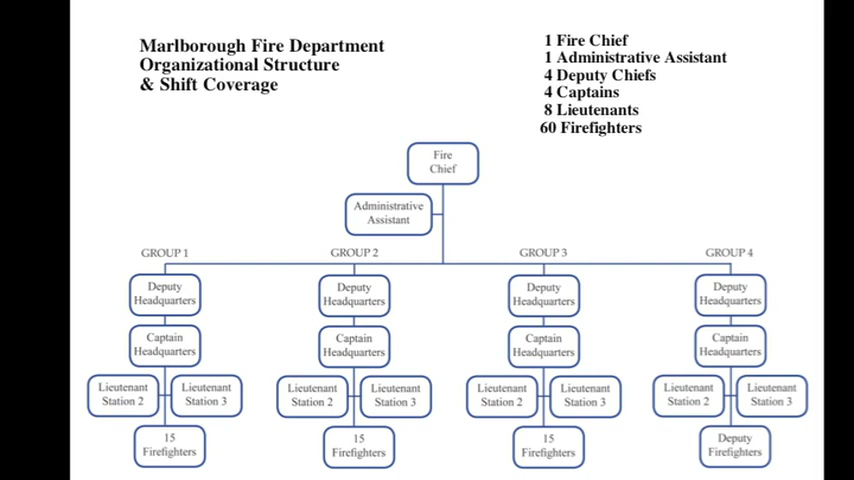 Marlborough Fire Department
Organizational Structure
& Shift Coverage
1 Fire Chief
1 Administrative Assistant
4 Deputy Chiefs
4 Captains
8 Lieutenants
60 Firefighters
Fire
Chief
Administrative
Assistant
GROUP 1
GROUP 2
GROUP 3
GROUP 4
Deputy
Headquarters
Deputy
Headquarters
Deputy
Headquarters
Deputy
Headquarters
Captain
Headquarters
Captain
Headquarters
Captain
Headquarters
Captain
Headquarters
Lieutenant
Station 2
Lieutenant
Station 3
Lieutenant
Station 2
Lieutenant
Station 3
Lieutenant
Station 2
Lieutenant
Station 3
Lieutenant
Station 2
Lieutenant
Station 3
15
Firefighters
15
Firefighters
15
Firefighters
Deputy
Firefighters